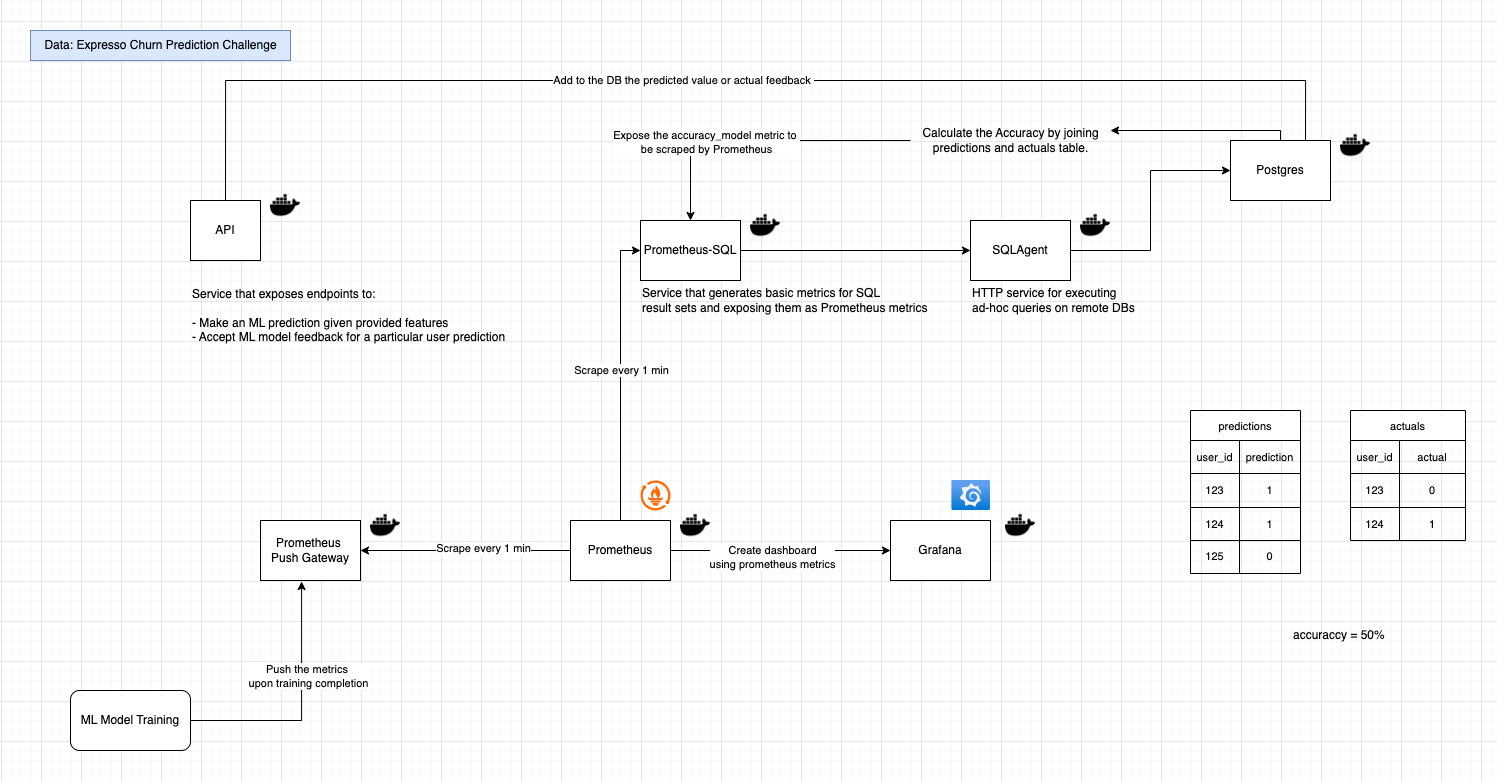 Data: Expresso Churn Prediction Challenge
Add to the DB the predicted value or actual feedback
Expose the accuracy_model metric to
be scraped by Prometheus
Calculate the Accuracy by joining
predictions and actuals table.
Postgres
API
Prometheus-SQL
SQLAgent
Service that exposes endpoints to:
- Make an ML prediction given provided features
- Accept ML model feedback for a particular user prediction
Service that generates basic metrics for SQL
result sets and exposing them as Prometheus metrics
HTTP service for executing
ad-hoc queries on remote DBs
Scrape every 1 min
predictions
user_id prediction
123 1
124 1
125 0
actuals
user_id actual
123 0
124 1
Prometheus
Push Gateway
Scrape every 1 min
Prometheus
Create dashboard
using prometheus metrics
Grafana
accuraccy = 50%
Push the metrics
upon training completion
ML Model Training